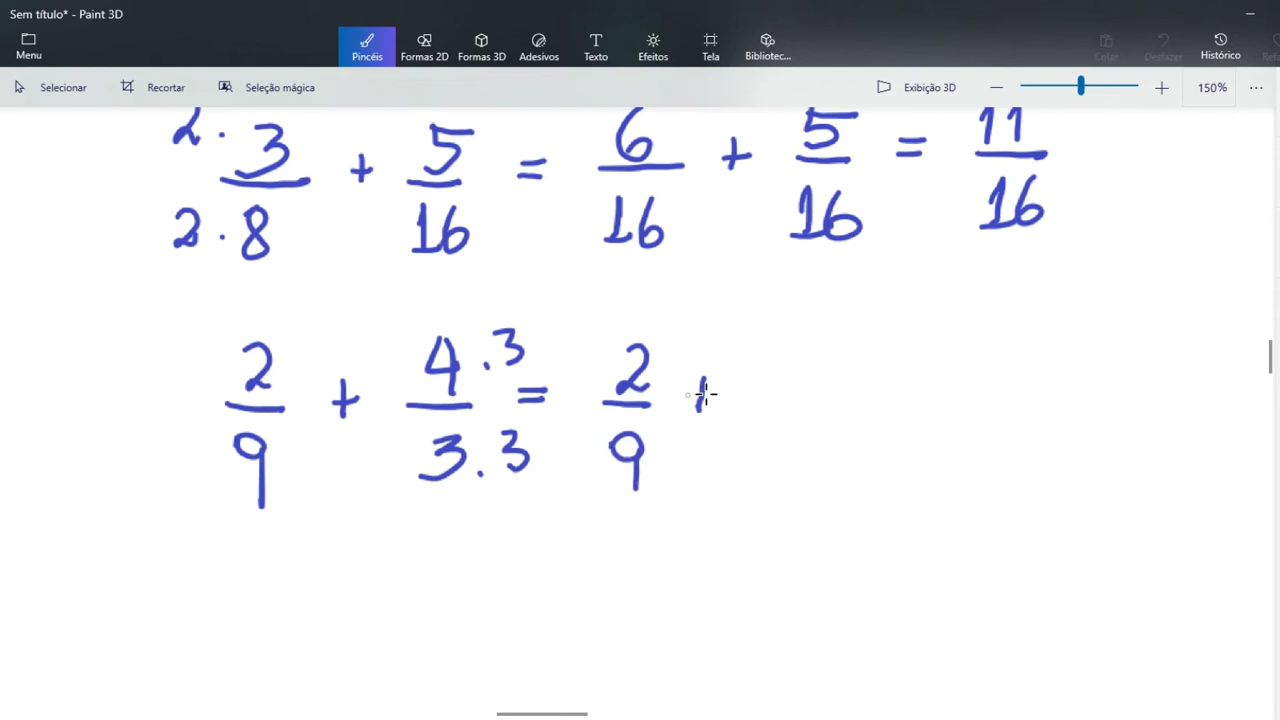 Sem título* - Paint 3D
Menu Pincéis Formas 2D Formas 3D Adesivos Texto Efeitos Tela Bibliotec... Colar Desfazer Histórico
Selecionar Recortar Seleção mágica Exibição 3D 150%
2 · 3/2 · 8 + 5/16 = 6/16 + 5/16 = 11/16
2/9 + 4 . 3/3 . 3 = 2/9 +